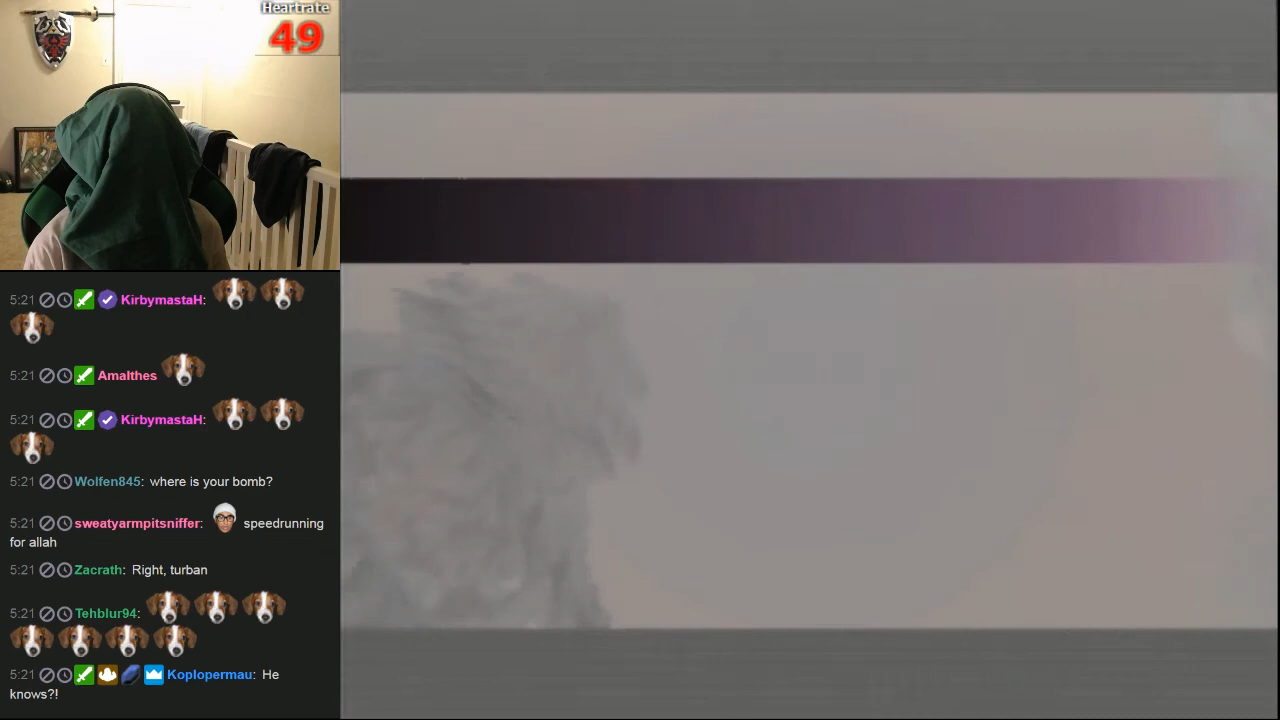 Heartrate
49
5:21 KirbymastaH:
5:21 Amalthes
5:21 KirbymastaH:
5:21 Wolfen845: where is your bomb?
5:21 sweatyarmpitsniffer: speedrunning
for allah
5:21 Zacrath: Right, turban
5:21 Tehblur94:
5:21 Koplopermau: He
knows?!